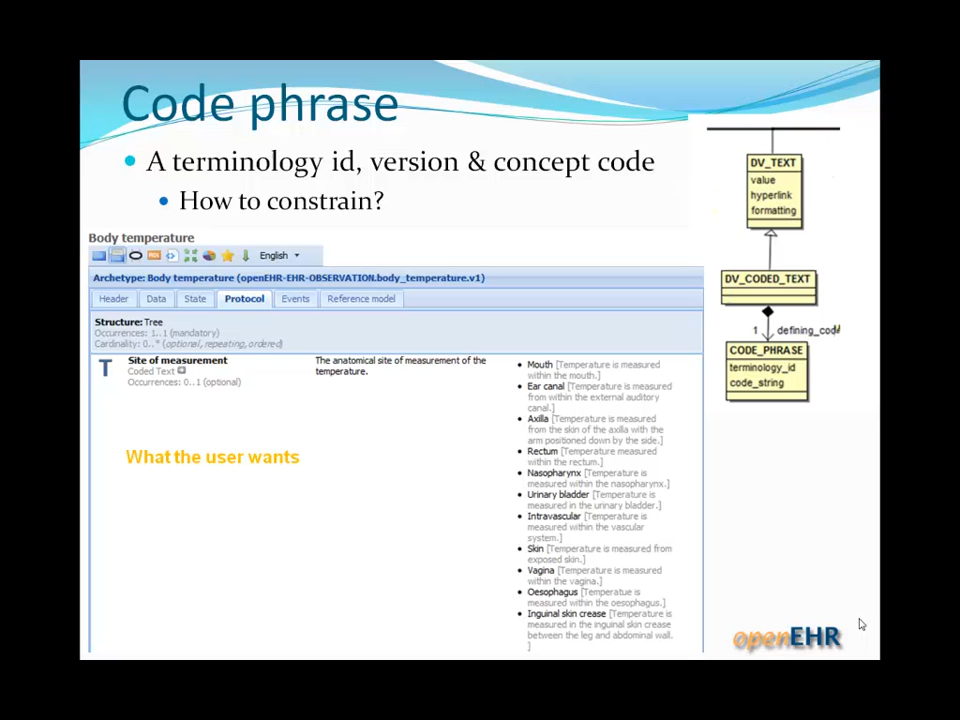 Code phrase
A terminology id, version & concept code
How to constrain?
Body temperature
English
Archetype: Body temperature (openEHR-EHR-OBSERVATION.body_temperature.v1)
Header Data State Protocol Events Reference model
Structure: Tree
Occurrences: 1..1 (mandatory)
Cardinality: 0..* (optional, repeating, ordered)
Site of measurement
Coded Text
Occurrences: 0..1 (optional)
The anatomical site of measurement of the
temperature.
Mouth [Temperature is measured
within the mouth.]
Ear canal [Temperature is measured
from within the external auditory
canal.]
Axilla [Temperature is measured
from the skin of the axilla with the
arm positioned down by the side.]
Rectum [Temperature measured
within the rectum.]
Nasopharynx [Temperature is
measured within the nasopharynx.]
Urinary bladder [Temperature is
measured in the urinary bladder.]
Intravascular [Temperature is
measured within the vascular
system.]
Skin [Temperature is measured from
exposed skin.]
Vagina [Temperature is measured
within the vagina.]
Oesophagus [Temperatue is
measured within the oesophagus.]
Inguinal skin crease [Temperature is
measured in the inguinal skin crease
between the leg and abdominal wall.
]
What the user wants
DV_TEXT
value
hyperlink
formatting
DV_CODED_TEXT
1 defining_code
CODE_PHRASE
terminology_id
code_string
openEHR